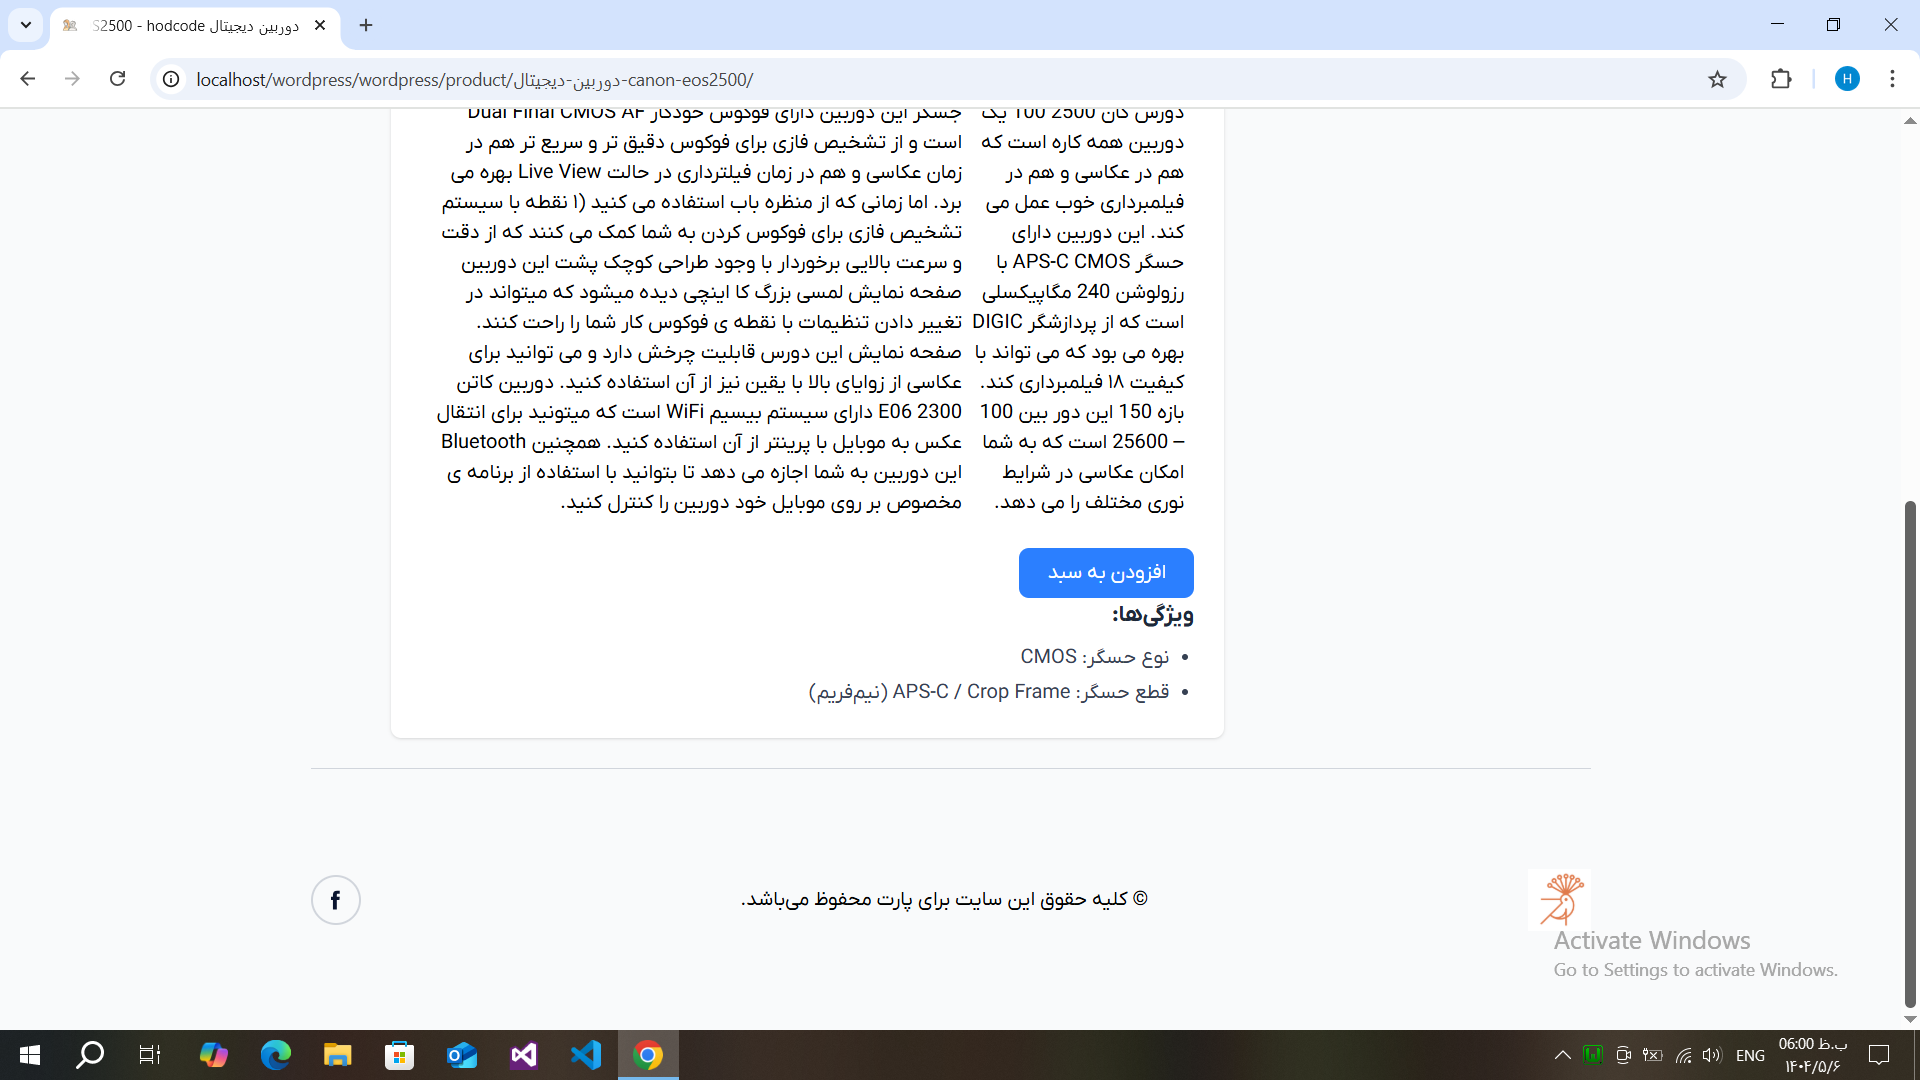 دوربین دیجیتال S2500 - hodcode
localhost/wordpress/wordpress/product/دوربین-دیجیتال-canon-eos2500/
H
دورس کان 2500 100 یک
دوربین همه کاره است که
هم در عکاسی و هم در
فیلمبرداری خوب عمل می
کند. این دوربین دارای
حسگر APS-C CMOS با
رزولوشن 240 مگاپیکسلی
است که از پردازشگر DIGIC
بهره می بود که می تواند با
کیفیت ۱۸ فیلمبرداری کند.
بازه 150 این دور بین 100
– 25600 است که به شما
امکان عکاسی در شرایط
نوری مختلف را می دهد.
جسکر این دوربین دارای فوکوس خودکار Dual Final CMOS AF
است و از تشخیص فازی برای فوکوس دقیق تر و سریع تر هم در
زمان عکاسی و هم در زمان فیلترداری در حالت Live View بهره می
برد. اما زمانی که از منظره باب استفاده می کنید (۱ نقطه با سیستم
تشخیص فازی برای فوکوس کردن به شما کمک می کنند که از دقت
و سرعت بالایی برخوردار با وجود طراحی کوچک پشت این دوربین
صفحه نمایش لمسی بزرگ کا اینچی دیده میشود که میتواند در
تغییر دادن تنظیمات با نقطه ی فوکوس کار شما را راحت کنند.
صفحه نمایش این دورس قابلیت چرخش دارد و می توانید برای
عکاسی از زوایای بالا با یقین نیز از آن استفاده کنید. دوربین کاتن
E06 2300 دارای سیستم بیسیم WiFi است که میتونید برای انتقال
عکس به موبایل با پرینتر از آن استفاده کنید. همچنین Bluetooth
این دوربین به شما اجازه می دهد تا بتوانید با استفاده از برنامه ی
مخصوص بر روی موبایل خود دوربین را کنترل کنید.
افزودن به سبد
ویژگی‌ها:
• نوع حسگر: CMOS
• قطع حسگر: APS-C / Crop Frame (نیم‌فریم)
© کلیه حقوق این سایت برای پارت محفوظ می‌باشد.
Activate Windows
Go to Settings to activate Windows.
ENG
06:00 ب.ظ
۱۴۰۴/۵/۶